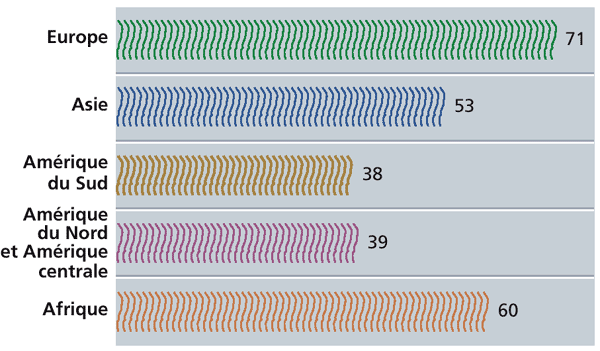 Europe 71
Asie 53
Amérique
du Sud 38
Amérique
du Nord
et Amérique
centrale 39
Afrique 60